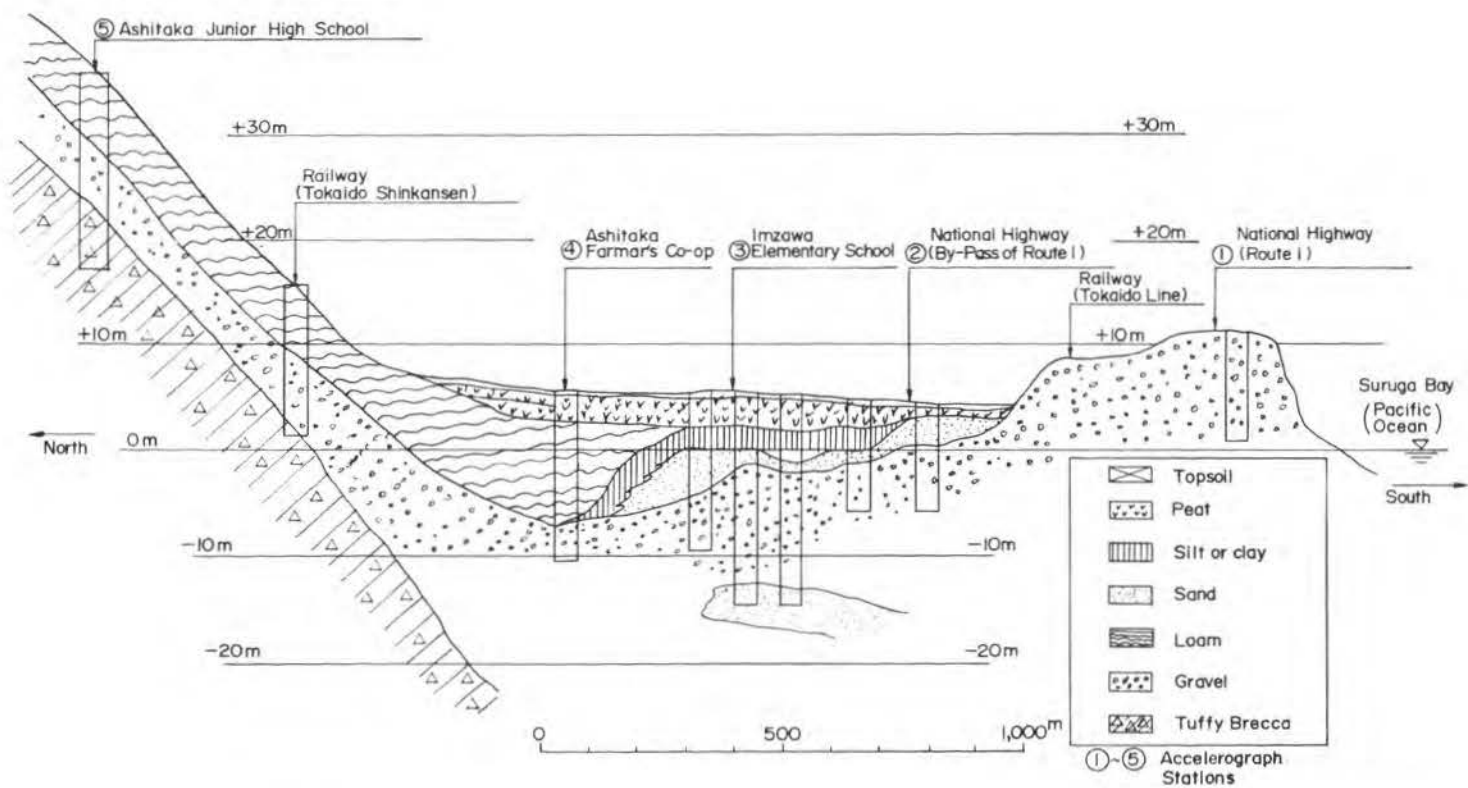 ⑤ Ashitaka Junior High School
+30m
+30m
Railway
(Tokaido Shinkansen)
+20m
+20m
Ashitaka
④ Farmar's Co-op
Imzawa
③ Elementary School
National Highway
② (By-Pass of Route 1)
National Highway
① (Route 1)
Railway
(Tokaido Line)
+10m
+10m
Suruga Bay
(Pacific
Ocean)
North
0m
South
-10m
-10m
-20m
-20m
Topsoil
Peat
Silt or clay
Sand
Loam
Gravel
Tuffy Brecca
①~⑤ Accelerograph
Stations
0 500 1,000m